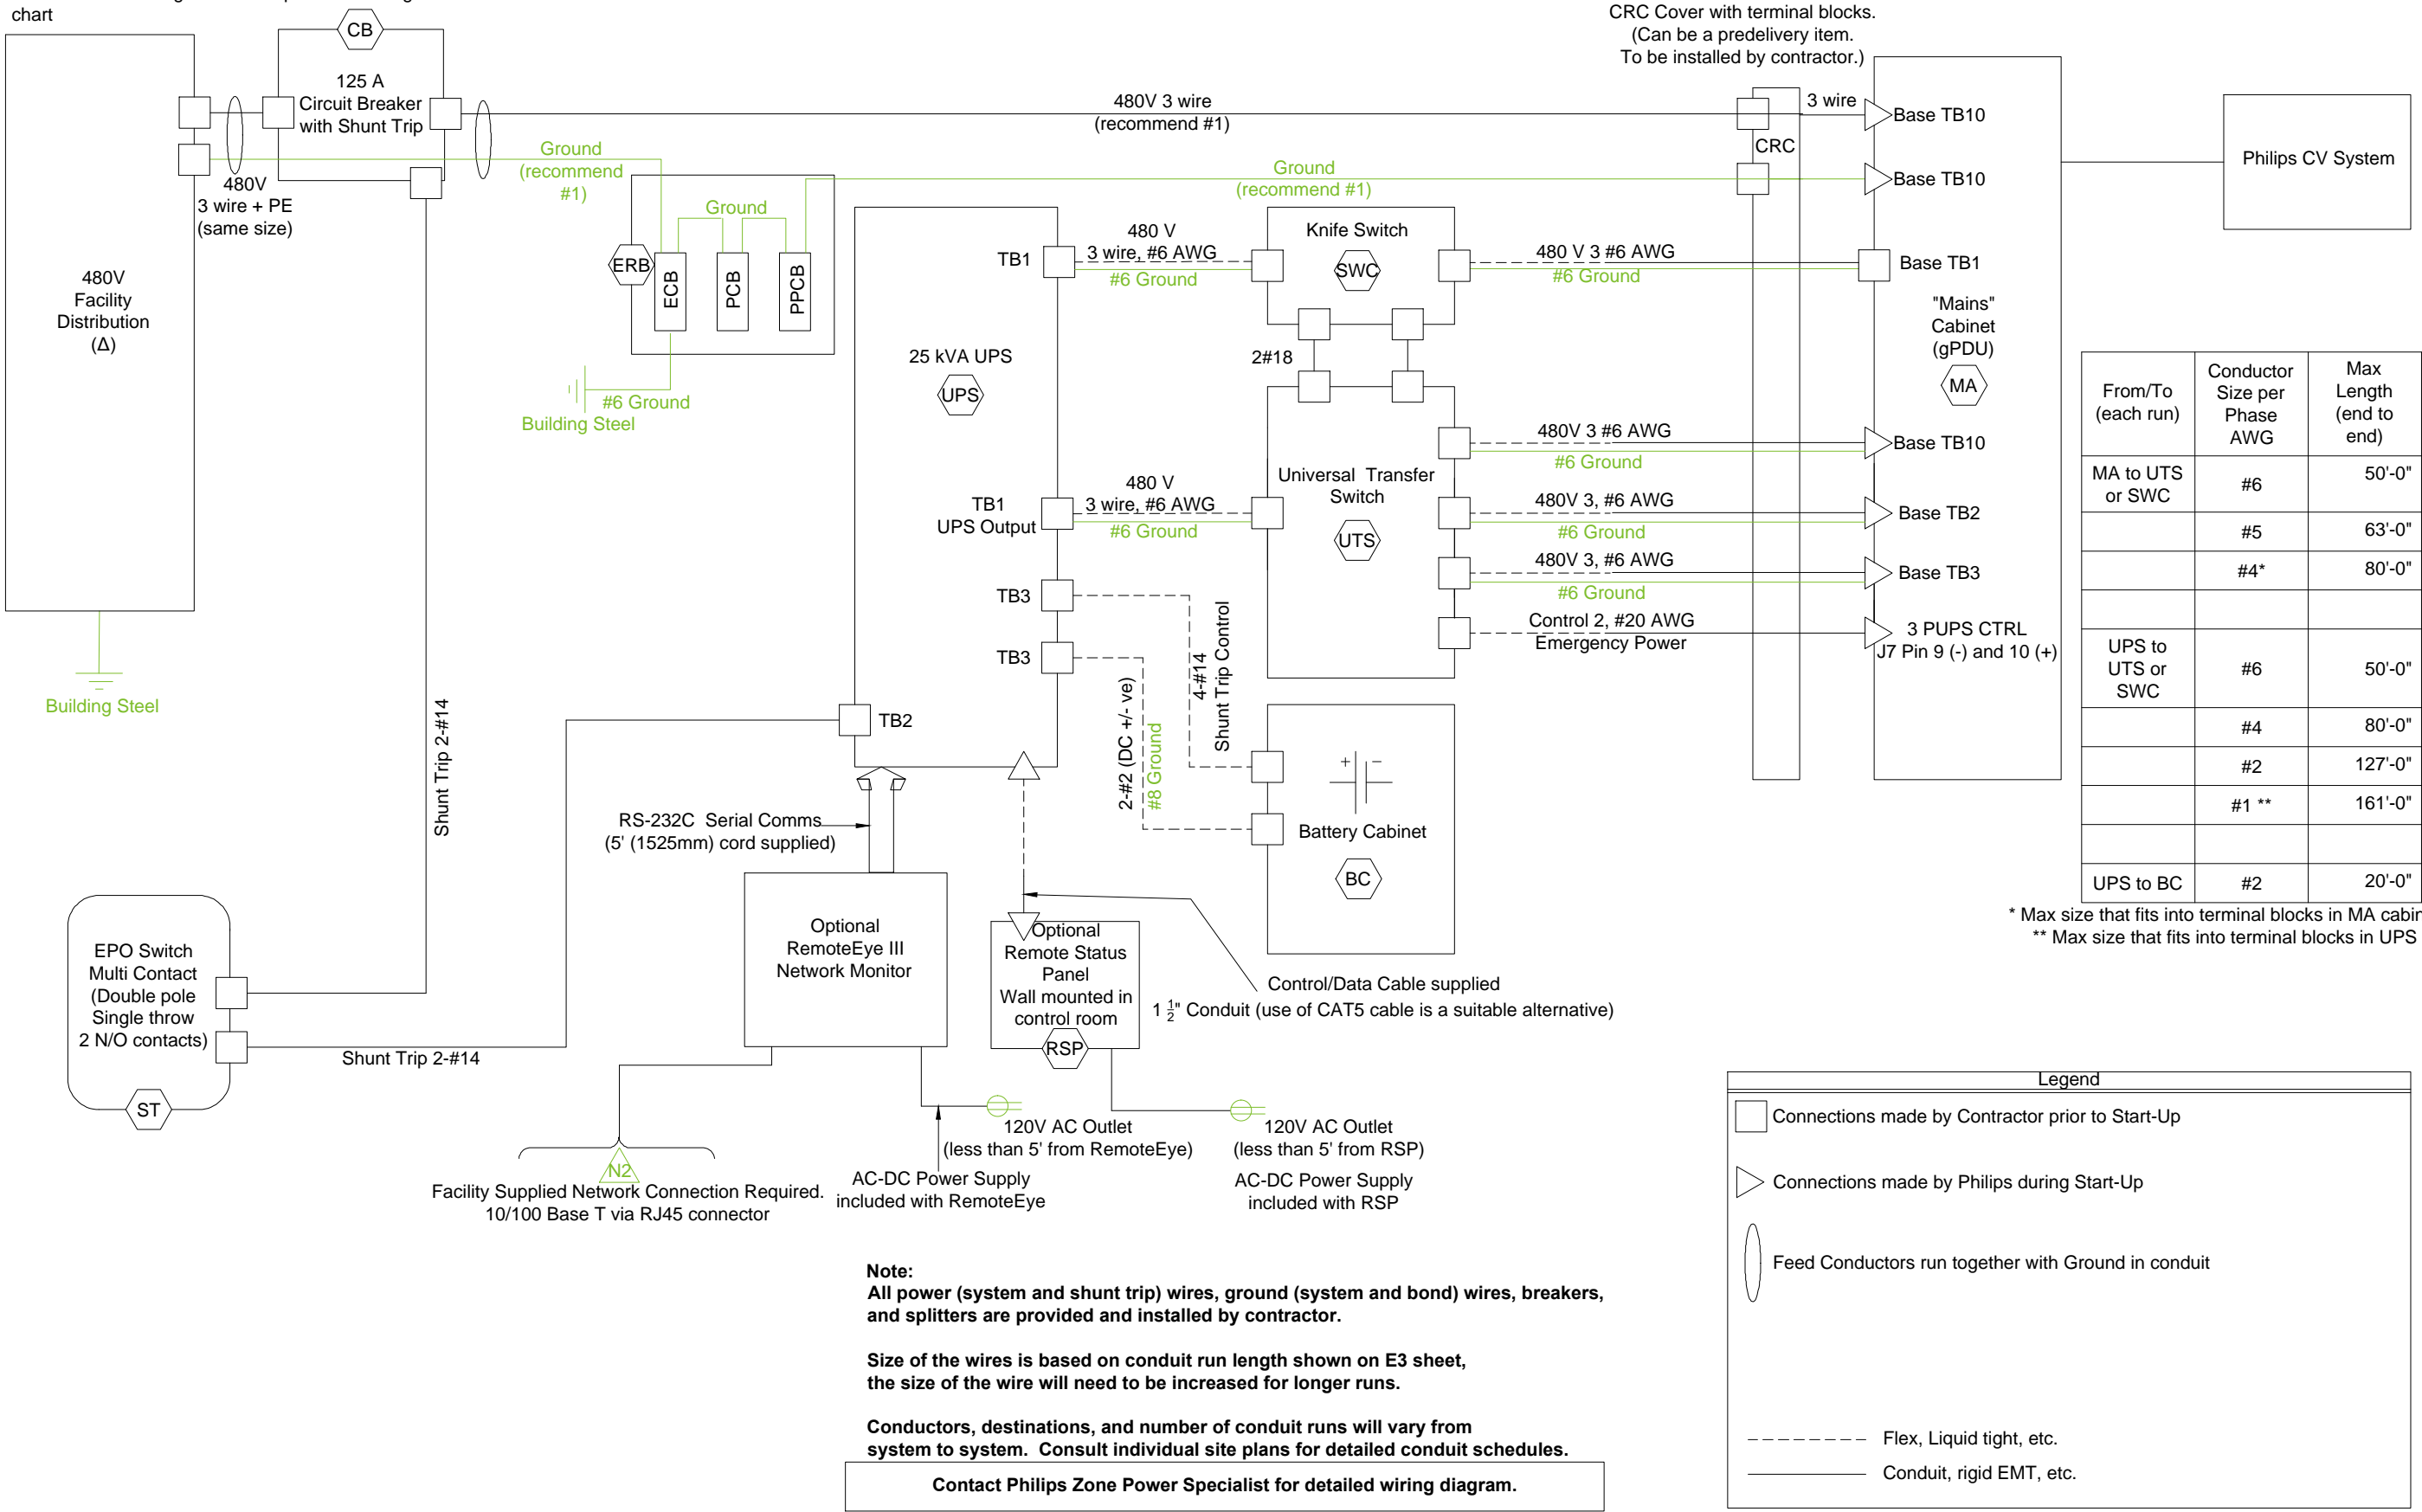 chart
CB
125 A
Circuit Breaker
with Shunt Trip
480V
3 wire + PE
(same size)
480V
Facility
Distribution
(Δ)
Building Steel
Ground
(recommend
#1)
480V 3 wire
(recommend #1)
CRC Cover with terminal blocks.
(Can be a predelivery item.
To be installed by contractor.)
3 wire
CRC
Base TB10
Base TB10
Philips CV System
Ground
(recommend #1)
Ground
ERB
ECB
PCB
PPCB
#6 Ground
Building Steel
TB1
480 V
3 wire, #6 AWG
#6 Ground
Knife Switch
SWC
480 V 3 #6 AWG
#6 Ground
Base TB1
"Mains"
Cabinet
(gPDU)
MA
25 kVA UPS
UPS
2#18
TB1
UPS Output
480 V
3 wire, #6 AWG
#6 Ground
Universal Transfer
Switch
UTS
480V 3 #6 AWG
#6 Ground
Base TB10
480V 3, #6 AWG
#6 Ground
Base TB2
480V 3, #6 AWG
#6 Ground
Base TB3
Control 2, #20 AWG
Emergency Power
3 PUPS CTRL
J7 Pin 9 (-) and 10 (+)
TB3
TB3
TB2
4-#14
Shunt Trip Control
2-#2 (DC +/- ve)
#8 Ground
+ −
Battery Cabinet
BC
Shunt Trip 2-#14
RS-232C Serial Comms
(5' (1525mm) cord supplied)
EPO Switch
Multi Contact
(Double pole
Single throw
2 N/O contacts)
ST
Shunt Trip 2-#14
Optional
RemoteEye III
Network Monitor
Optional
Remote Status
Panel
Wall mounted in
control room
RSP
Control/Data Cable supplied
1 1/2" Conduit (use of CAT5 cable is a suitable alternative)
N2
Facility Supplied Network Connection Required.
10/100 Base T via RJ45 connector
120V AC Outlet
(less than 5' from RemoteEye)
AC-DC Power Supply
included with RemoteEye
120V AC Outlet
(less than 5' from RSP)
AC-DC Power Supply
included with RSP
From/To
(each run)
Conductor
Size per
Phase
AWG
Max
Length
(end to
end)
MA to UTS
or SWC
#6
50'-0"
#5
63'-0"
#4*
80'-0"
UPS to
UTS or
SWC
#6
50'-0"
#4
80'-0"
#2
127'-0"
#1 **
161'-0"
UPS to BC
#2
20'-0"
* Max size that fits into terminal blocks in MA
** Max size that fits into terminal blocks in UPS
Note:
All power (system and shunt trip) wires, ground (system and bond) wires, breakers,
and splitters are provided and installed by contractor.
Size of the wires is based on conduit run length shown on E3 sheet,
the size of the wire will need to be increased for longer runs.
Conductors, destinations, and number of conduit runs will vary from
system to system. Consult individual site plans for detailed conduit schedules.
Contact Philips Zone Power Specialist for detailed wiring diagram.
Legend
Connections made by Contractor prior to Start-Up
Connections made by Philips during Start-Up
Feed Conductors run together with Ground in conduit
Flex, Liquid tight, etc.
Conduit, rigid EMT, etc.